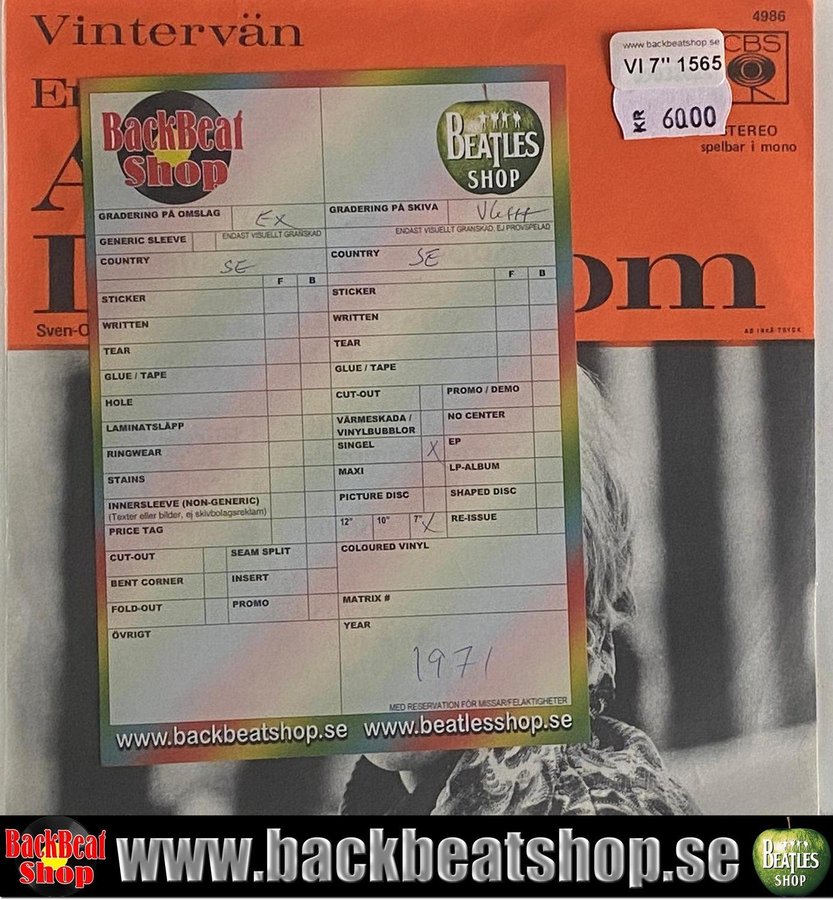 Vintervän
4986
CBS
STEREO
spelbar i mono
www.backbeatshop.se
VI 7" 1565
KR 60.00
Sven-O
om
AB INKÄ-TRYCK
BackBeat
Shop
BEATLES
SHOP
GRADERING PÅ OMSLAG Ex
GRADERING PÅ SKIVA VG+++
GENERIC SLEEVE
ENDAST VISUELLT GRANSKAD
ENDAST VISUELLT GRANSKAD, EJ PROVSPELAD
COUNTRY SE
COUNTRY SE
F B
F B
STICKER
WRITTEN
TEAR
GLUE / TAPE
HOLE
LAMINATSLÄPP
RINGWEAR
STAINS
INNERSLEEVE (NON-GENERIC)
(Texter eller bilder, ej skivbolagsreklam)
PRICE TAG
CUT-OUT
SEAM SPLIT
BENT CORNER
INSERT
FOLD-OUT
PROMO
ÖVRIGT
STICKER
WRITTEN
TEAR
GLUE / TAPE
CUT-OUT
PROMO / DEMO
VÄRMESKADA /
VINYLBUBBLOR
NO CENTER
SINGEL X
EP
MAXI
LP-ALBUM
PICTURE DISC
SHAPED DISC
12" 10" 7" X
RE-ISSUE
COLOURED VINYL
MATRIX #
YEAR
1971
MED RESERVATION FÖR MISSAR/FELAKTIGHETER
www.backbeatshop.se www.beatlesshop.se
BackBeat
Shop
www.backbeatshop.se
BEATLES
SHOP